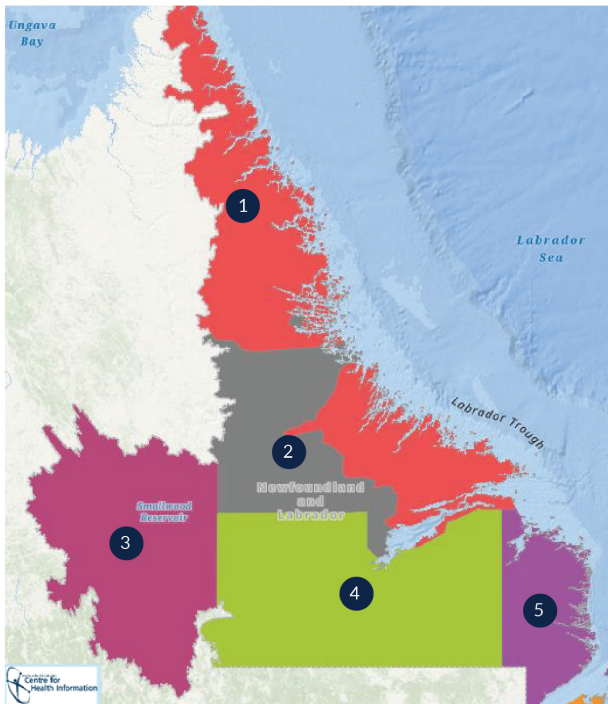 Ungava
Bay
1
Labrador
Sea
Labrador Trough
2
Newfoundland
and
Labrador
Smallwood
Reservoir
3
4
5
Centre for
Health Information